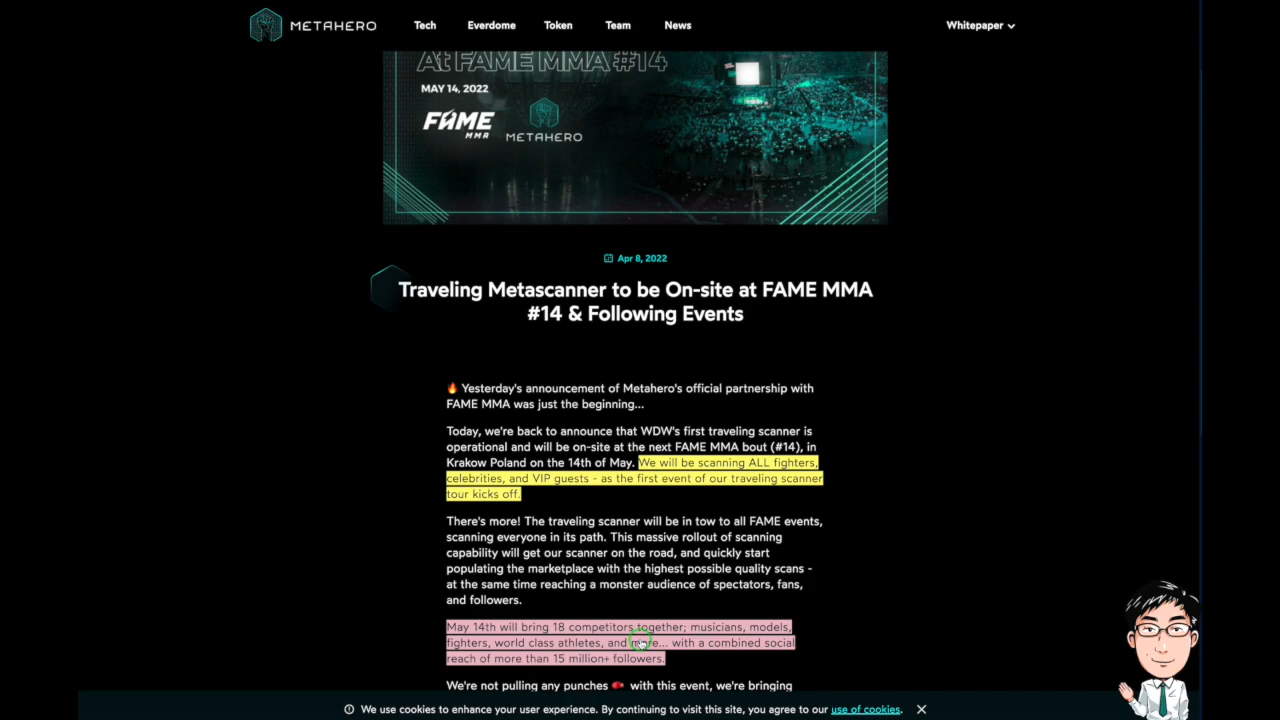 METAHERO
Tech
Everdome
Token
Team
News
Whitepaper
At FAME MMA #14
MAY 14, 2022
FAME
MMA
METAHERO
Apr 8, 2022
Traveling Metascanner to be On-site at FAME MMA
#14 & Following Events
🔥 Yesterday's announcement of Metahero's official partnership with
FAME MMA was just the beginning...
Today, we're back to announce that WDW's first traveling scanner is
operational and will be on-site at the next FAME MMA bout (#14), in
Krakow Poland on the 14th of May. We will be scanning ALL fighters,
celebrities, and VIP guests - as the first event of our traveling scanner
tour kicks off.
There's more! The traveling scanner will be in tow to all FAME events,
scanning everyone in its path. This massive rollout of scanning
capability will get our scanner on the road, and quickly start
populating the marketplace with the highest possible quality scans -
at the same time reaching a monster audience of spectators, fans,
and followers.
May 14th will bring 18 competitors together; musicians, models,
fighters, world class athletes, and ... with a combined social
reach of more than 15 million+ followers.
We're not pulling any punches 🥊 with this event, we're bringing
We use cookies to enhance your user experience. By continuing to visit this site, you agree to our use of cookies.